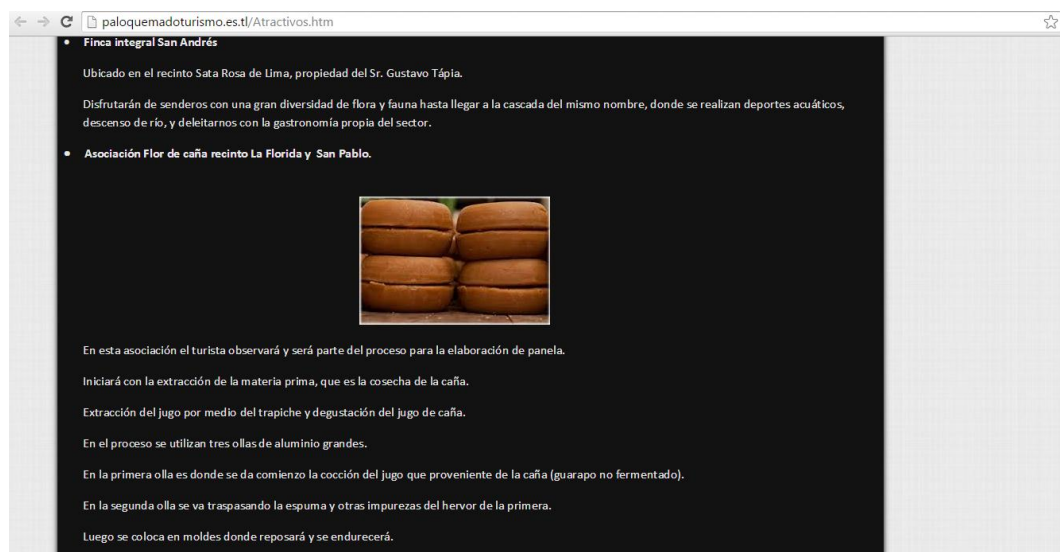 paloquemadoturismo.es.tl/Atractivos.htm
• Finca integral San Andrés
Ubicado en el recinto Sata Rosa de Lima, propiedad del Sr. Gustavo Tápia.
Disfrutarán de senderos con una gran diversidad de flora y fauna hasta llegar a la cascada del mismo nombre, donde se realizan deportes acuáticos,
descenso de río, y deleitarnos con la gastronomía propia del sector.
• Asociación Flor de caña recinto La Florida y San Pablo.
En esta asociación el turista observará y será parte del proceso para la elaboración de panela.
Iniciará con la extracción de la materia prima, que es la cosecha de la caña.
Extracción del jugo por medio del trapiche y degustación del jugo de caña.
En el proceso se utilizan tres ollas de aluminio grandes.
En la primera olla es donde se da comienzo la cocción del jugo que proveniente de la caña (guarapo no fermentado).
En la segunda olla se va traspasando la espuma y otras impurezas del hervor de la primera.
Luego se coloca en moldes donde reposará y se endurecerá.